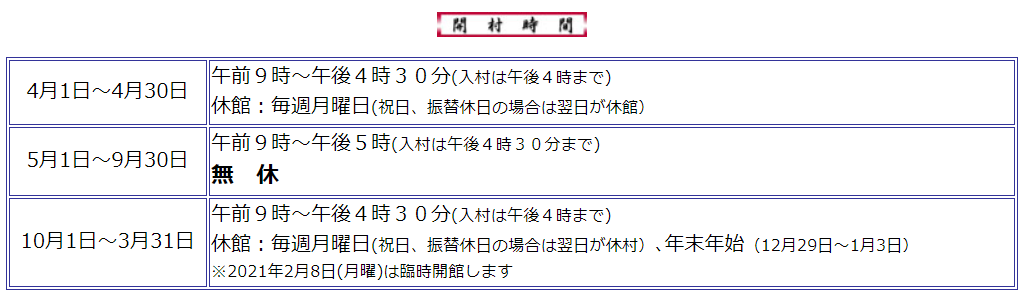 開村時間
4月1日～4月30日
午前９時～午後４時３０分(入村は午後４時まで)
休館：毎週月曜日(祝日、振替休日の場合は翌日が休館）
5月1日～9月30日
午前９時～午後５時(入村は午後４時３０分まで)
無　休
10月1日～3月31日
午前９時～午後４時３０分(入村は午後４時まで)
休館：毎週月曜日(祝日、振替休日の場合は翌日が休村）、年末年始（12月29日～1月3日）
※2021年2月8日(月曜)は臨時開館します